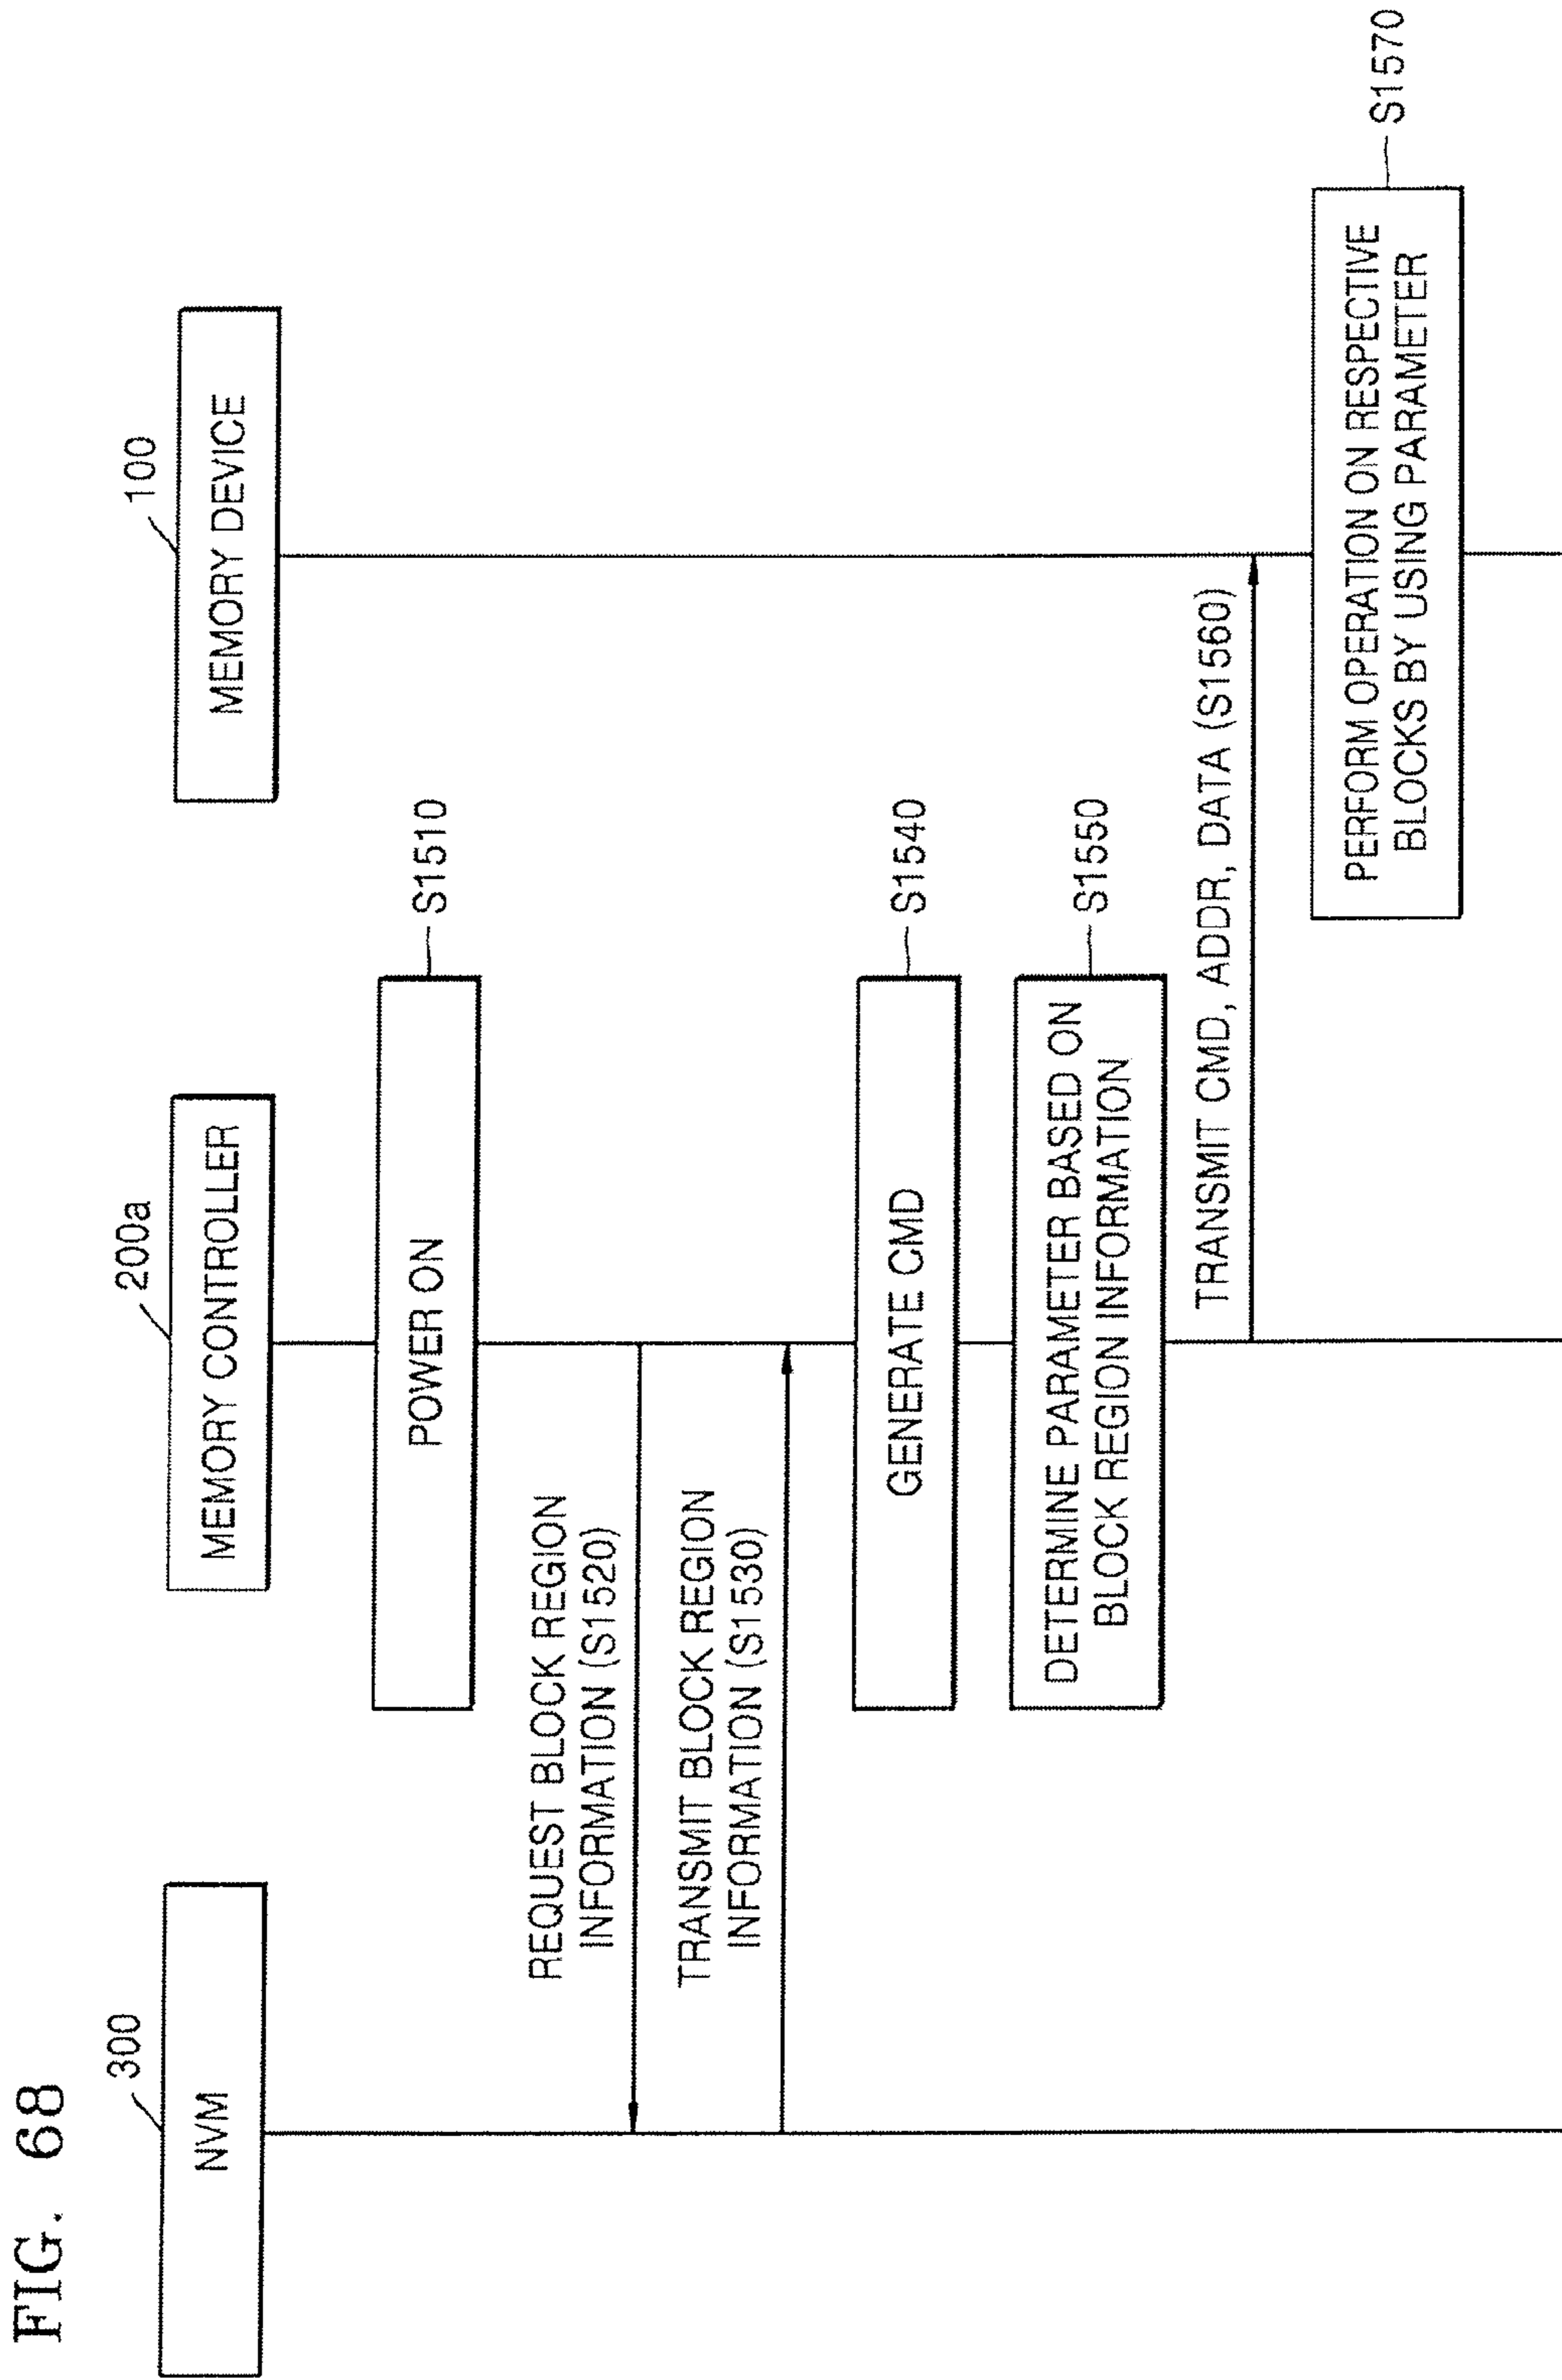 FIG. 68
300
NVM
200a
MEMORY CONTROLLER
100
MEMORY DEVICE
POWER ON
S1510
REQUEST BLOCK REGION
INFORMATION (S1520)
TRANSMIT BLOCK REGION
INFORMATION (S1530)
GENERATE CMD
S1540
DETERMINE PARAMETER BASED ON
BLOCK REGION INFORMATION
S1550
TRANSMIT CMD, ADDR, DATA (S1560)
PERFORM OPERATION ON RESPECTIVE
BLOCKS BY USING PARAMETER
S1570